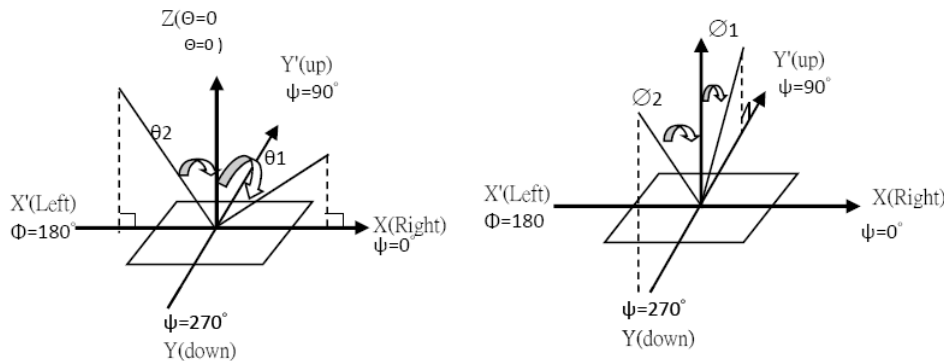 Z(Θ=0
Θ=0 )
Y'(up)
ψ=90°
θ2
θ1
X'(Left)
Φ=180°
X(Right)
ψ=0°
ψ=270°
Y(down)
∅1
Y'(up)
ψ=90°
∅2
X'(Left)
Φ=180
X(Right)
ψ=0°
ψ=270°
Y(down)